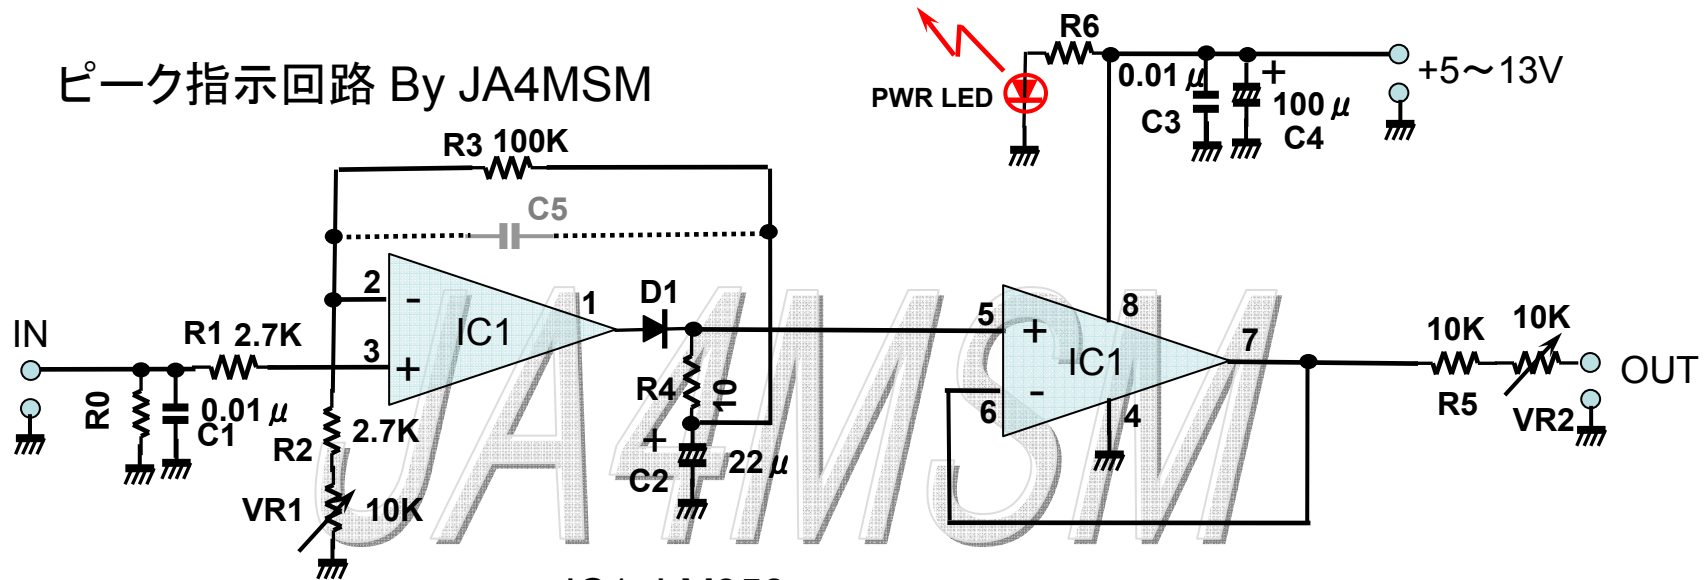 ピーク指示回路 By JA4MSM
R6
PWR LED
0.01μ
C3
+
100μ
C4
+5～13V
R3 100K
C5
2
-
1
D1
IC1
3
+
IN
R1 2.7K
R0
0.01μ
C1
R2
2.7K
VR1
10K
R4
10
+
C2
22μ
5
+
8
IC1
7
-
6
4
10K
R5
10K
VR2
OUT
JA4MSM